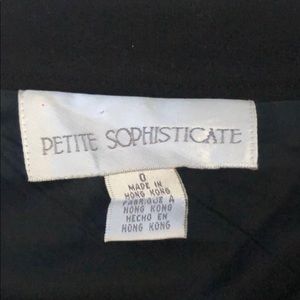 PETITE SOPHISTICATE
0
MADE IN
HONG KONG
FABRIQUE A
HONG KONG
HECHO EN
HONG KONG